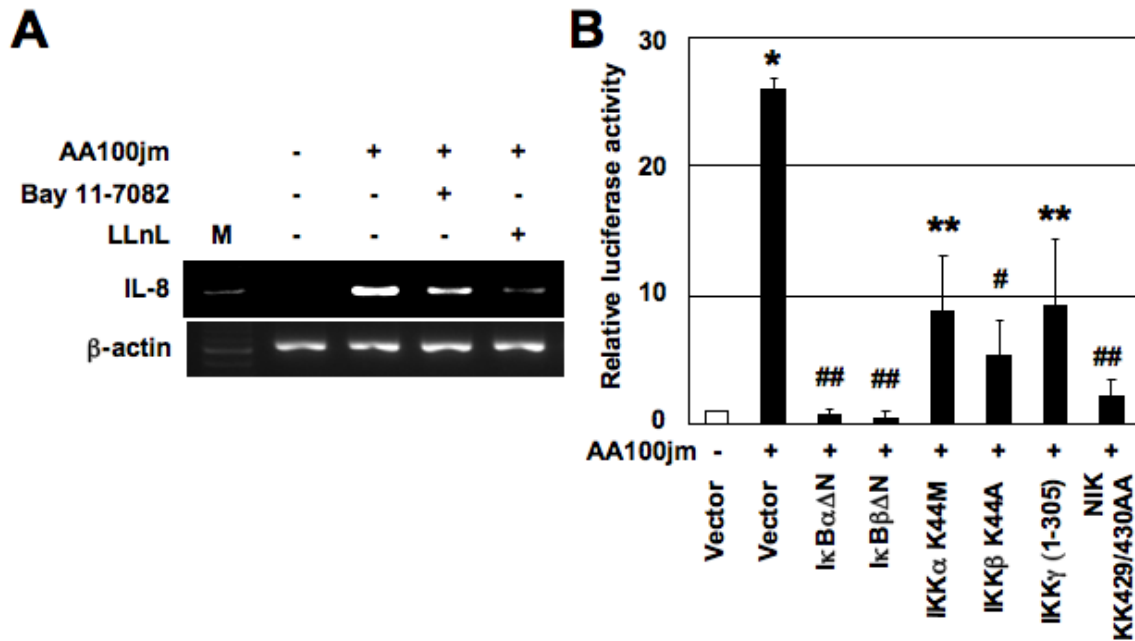 A
AA100jm - + + +
Bay 11-7082 - - + -
LLnL M - - - +
IL-8
β-actin
B
Relative luciferase activity
30
20
10
0
*
##
##
**
#
**
##
AA100jm - + + + + + + +
Vector
Vector
IκBαΔN
IκBβΔN
IKKα K44M
IKKβ K44A
IKKγ (1-305)
NIK
KK429/430AA